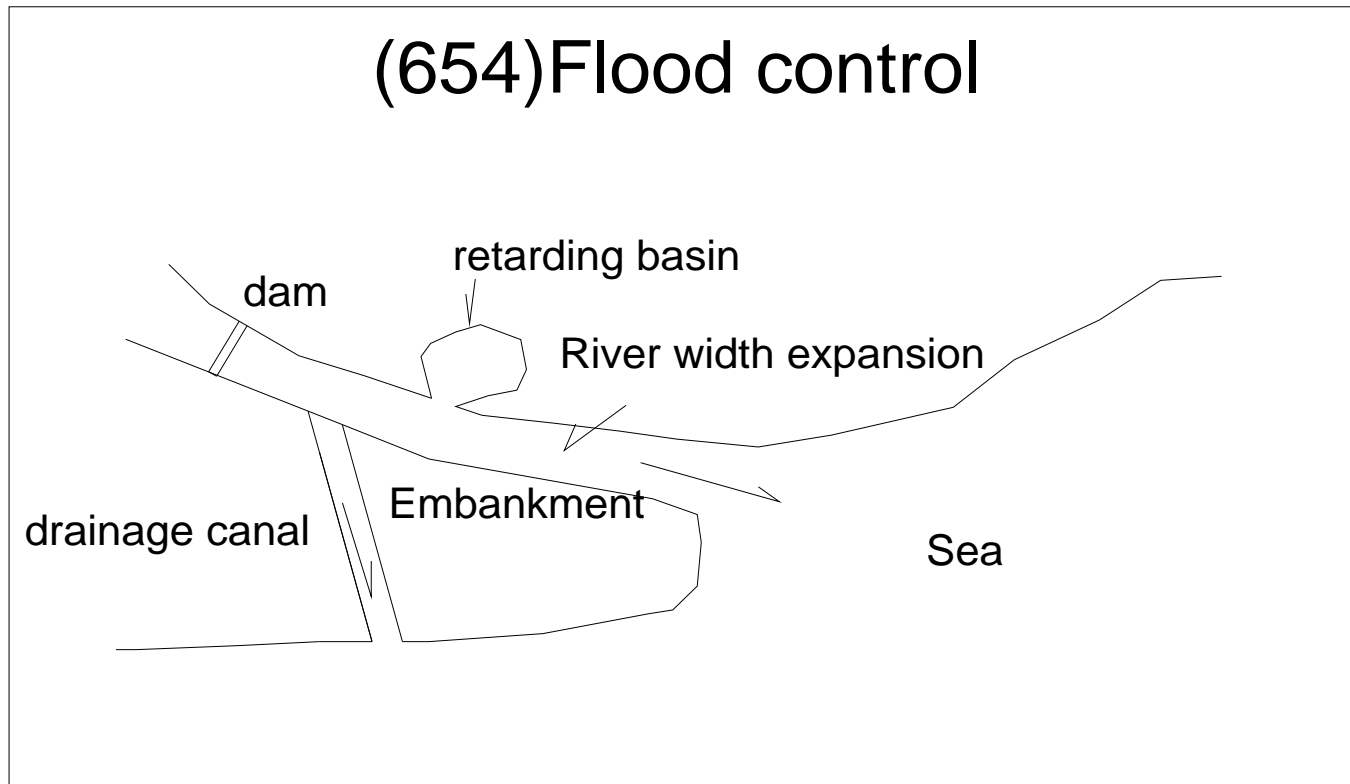 (654)Flood control
retarding basin
dam
River width expansion
Embankment
drainage canal
Sea